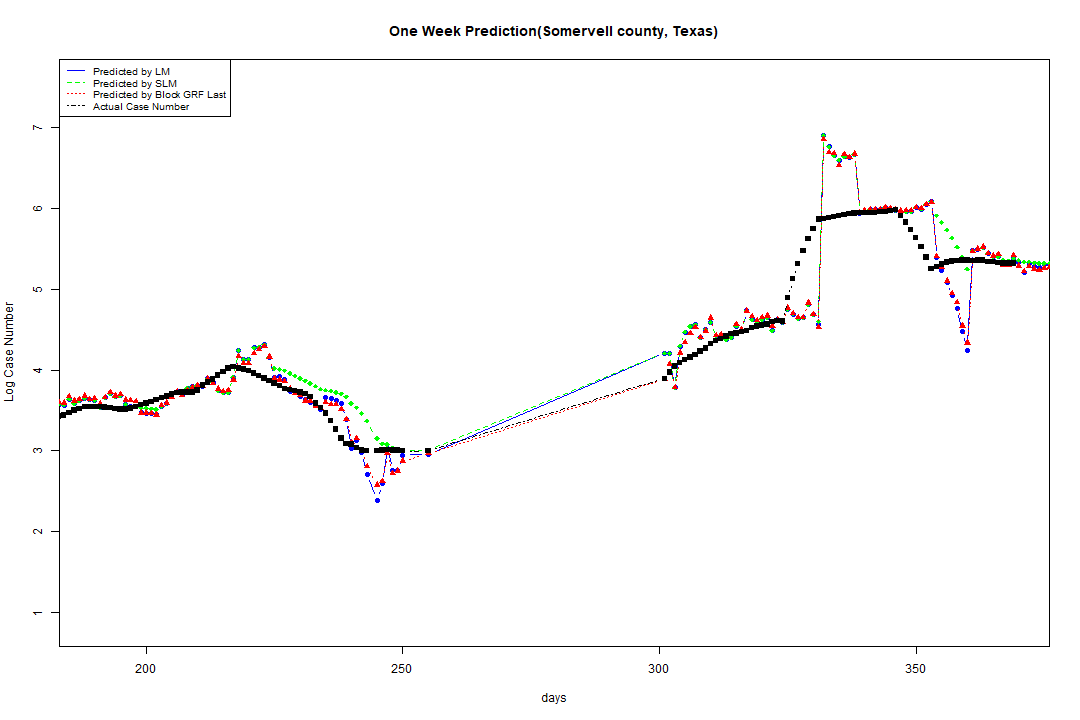 One Week Prediction(Somervell county, Texas)
Predicted by LM
Predicted by SLM
Predicted by Block GRF Last
Actual Case Number
7
6
5
4
3
2
1
Log Case Number
200
250
300
350
days